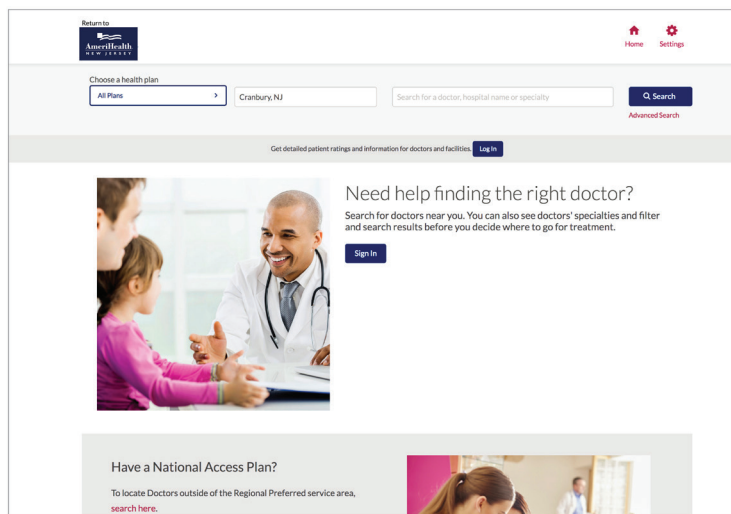 Return to
AmeriHealth
NEW JERSEY
Home
Settings
Choose a health plan
All Plans
Cranbury, NJ
Search for a doctor, hospital name or specialty
Search
Advanced Search
Get detailed patient ratings and information for doctors and facilities.
Log In
Need help finding the right doctor?
Search for doctors near you. You can also see doctors' specialties and filter
and search results before you decide where to go for treatment.
Sign In
Have a National Access Plan?
To locate Doctors outside of the Regional Preferred service area,
search here.